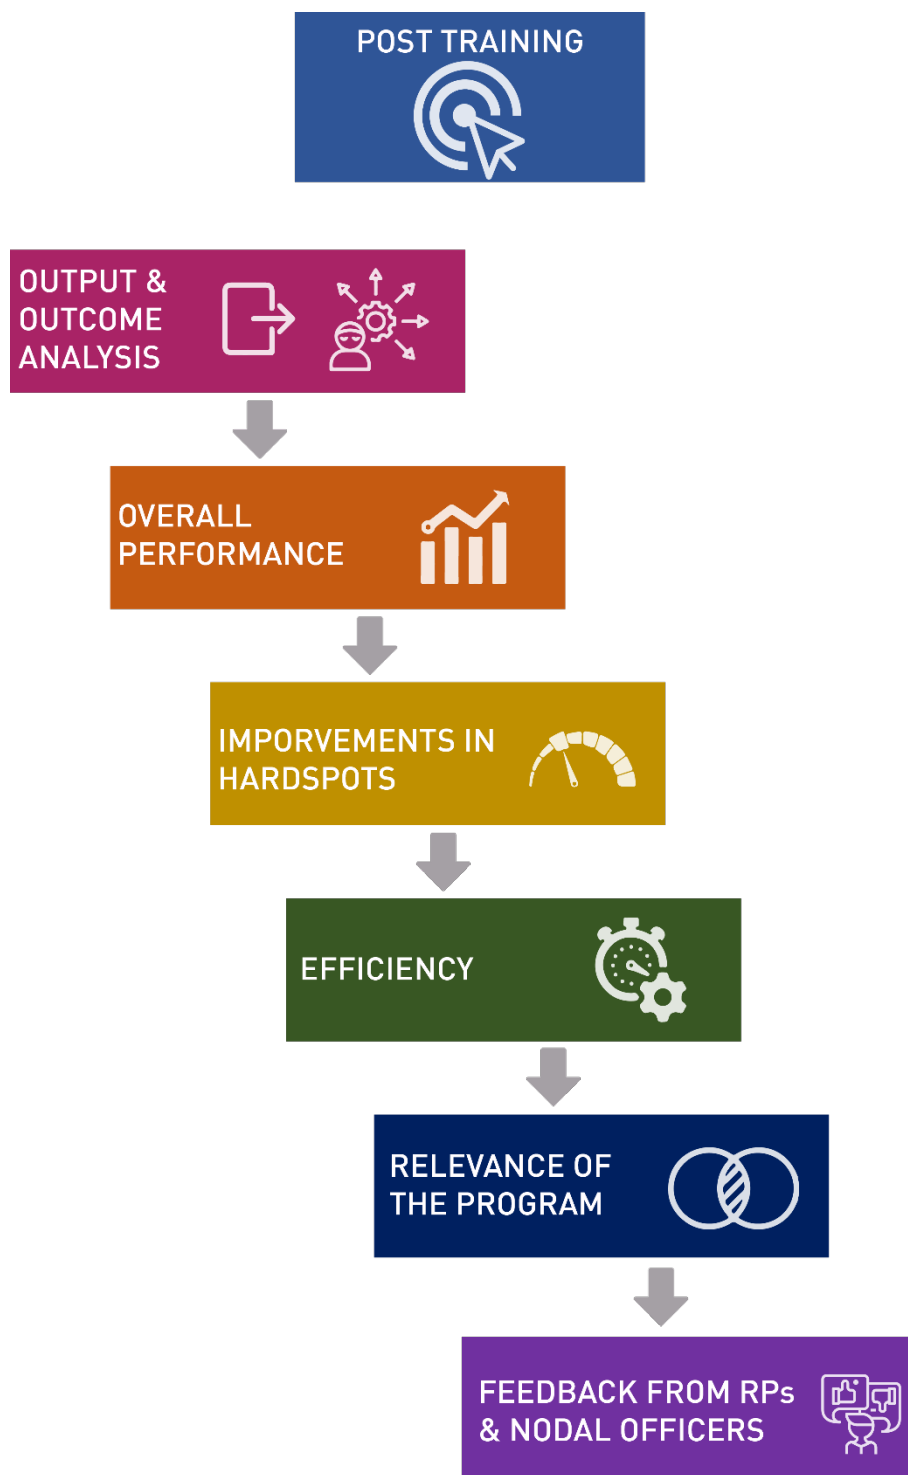 POST TRAINING
OUTPUT &
OUTCOME
ANALYSIS
OVERALL
PERFORMANCE
IMPORVEMENTS IN
HARDSPOTS
EFFICIENCY
RELEVANCE OF
THE PROGRAM
FEEDBACK FROM RPs
& NODAL OFFICERS